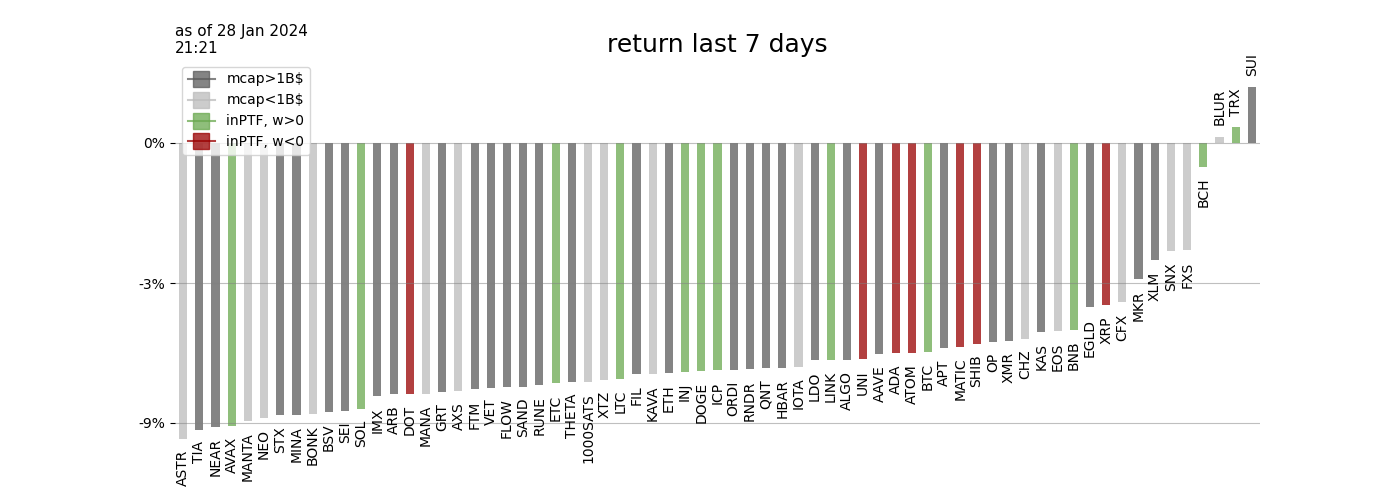 as of 28 Jan 2024
21:21
return last 7 days
mcap>1B$
mcap<1B$
inPTF, w>0
inPTF, w<0
0%
-3%
-9%
ASTR
TIA
NEAR
AVAX
MANTA
NEO
STX
MINA
BONK
BSV
SEI
SOL
IMX
ARB
DOT
MANA
GRT
AXS
FTM
VET
FLOW
SAND
RUNE
ETC
THETA
1000SATS
XTZ
LTC
FIL
KAVA
ETH
INJ
DOGE
ICP
ORDI
RNDR
QNT
HBAR
IOTA
LDO
LINK
ALGO
UNI
AAVE
ADA
ATOM
BTC
APT
MATIC
SHIB
OP
XMR
CHZ
KAS
EOS
BNB
EGLD
XRP
CFX
MKR
XLM
SNX
FXS
BCH
BLUR
TRX
SUI